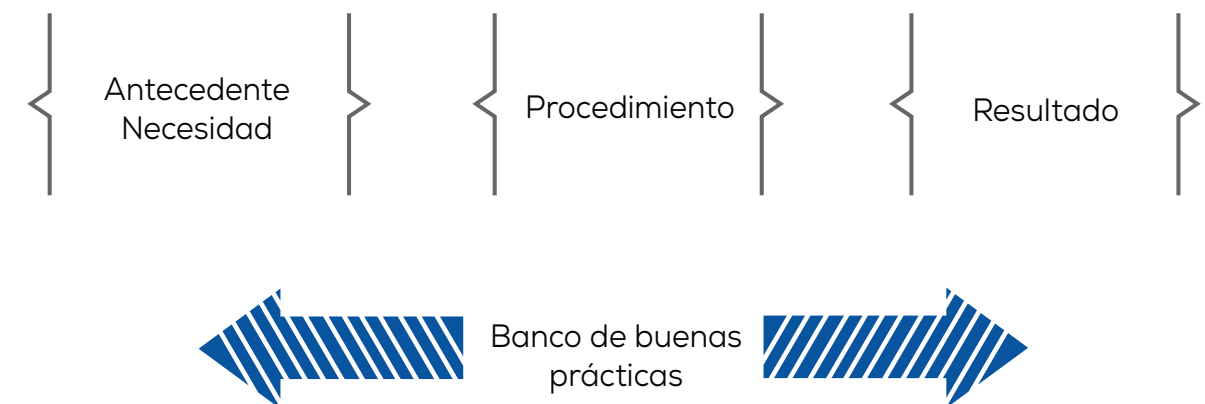 Antecedente
Necesidad
Procedimiento
Resultado
Banco de buenas
prácticas